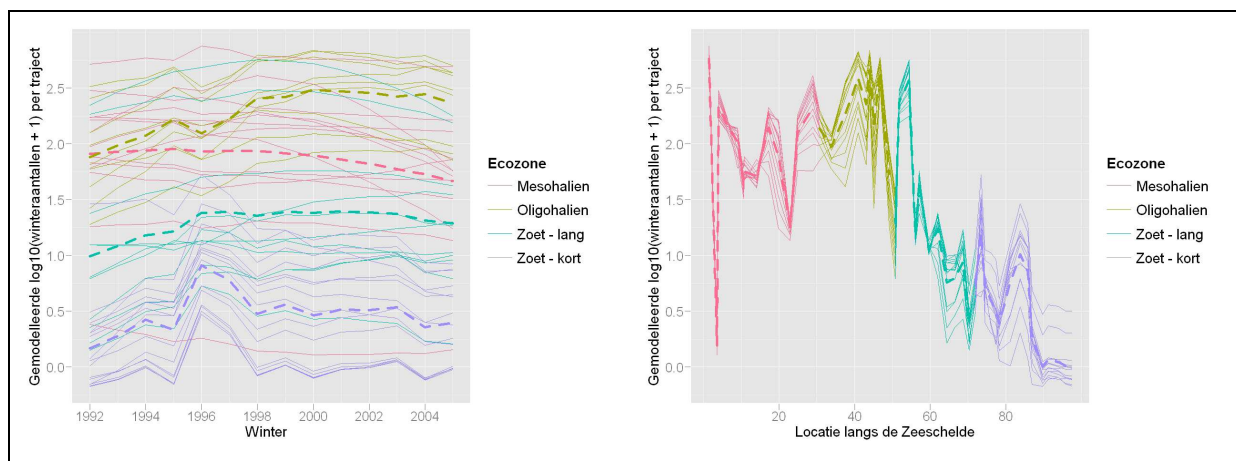 Gemodelleerde log10(winteraantallen + 1) per traject
2.5
2.0
1.5
1.0
0.5
0.0
1992
1994
1996
1998
2000
2002
2004
Winter
Ecozone
Mesohalien
Oligohalien
Zoet - lang
Zoet - kort
Gemodelleerde log10(winterantallen + 1) per traject
2.5
2.0
1.5
1.0
0.5
0.0
20
40
60
80
Locatie langs de Zeeschelde
Ecozone
Mesohalien
Oligohalien
Zoet - lang
Zoet - kort